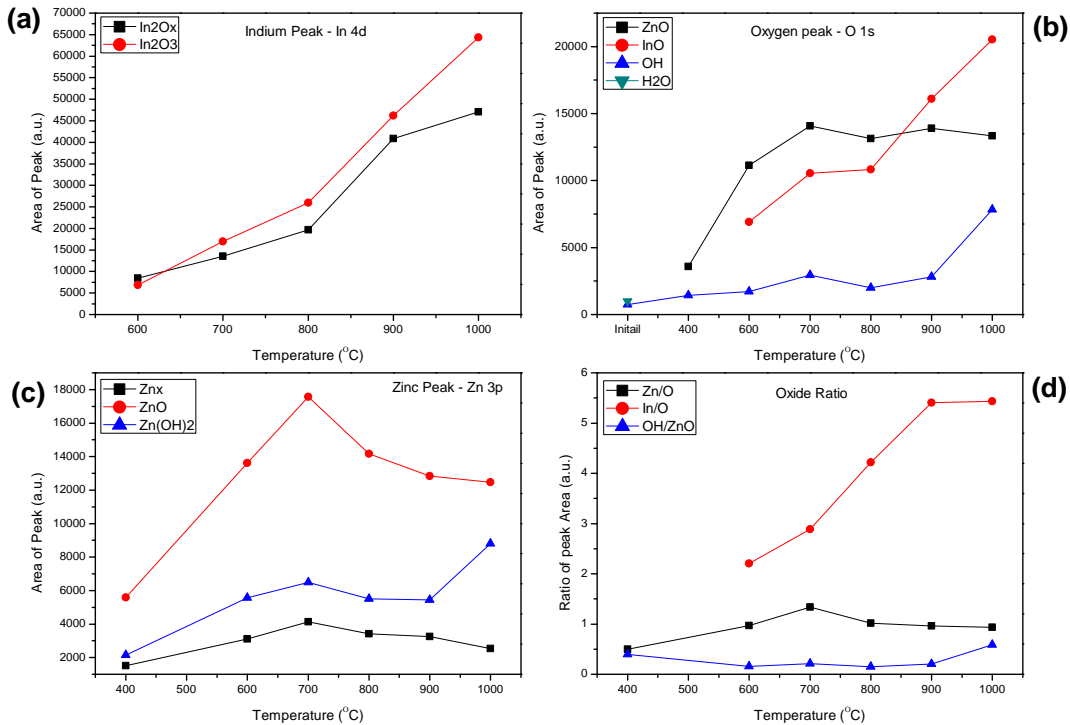 (a)
In2Ox
In2O3
Indium Peak - In 4d
70000
65000
60000
55000
50000
45000
40000
35000
30000
25000
20000
15000
10000
5000
0
Area of Peak (a.u.)
600 700 800 900 1000
Temperature (°C)
(b)
ZnO
InO
OH
H2O
Oxygen peak - O 1s
20000
15000
10000
5000
0
Area of Peak (a.u.)
Initail 400 600 700 800 900 1000
Temperature (°C)
(c)
Znx
ZnO
Zn(OH)2
Zinc Peak - Zn 3p
18000
16000
14000
12000
10000
8000
6000
4000
2000
Area of Peak (a.u.)
400 500 600 700 800 900 1000
Temperature (°C)
(d)
Zn/O
In/O
OH/ZnO
Oxide Ratio
6
5
4
3
2
1
0
Ratio of peak Area (a.u.)
400 600 700 800 900 1000
Temperature (°C)